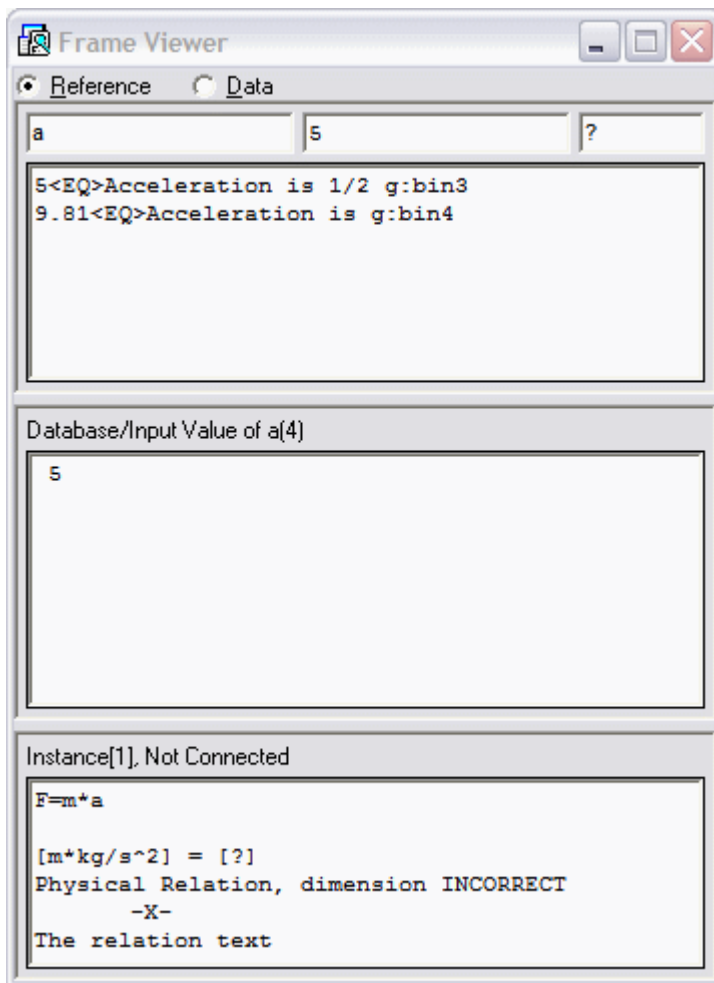 Frame Viewer
Reference Data
a 5 ?
5<EQ>Acceleration is 1/2 g:bin3
9.81<EQ>Acceleration is g:bin4
Database/Input Value of a(4)
5
Instance[1], Not Connected
F=m*a
[m*kg/s^2] = [?]
Physical Relation, dimension INCORRECT
-X-
The relation text